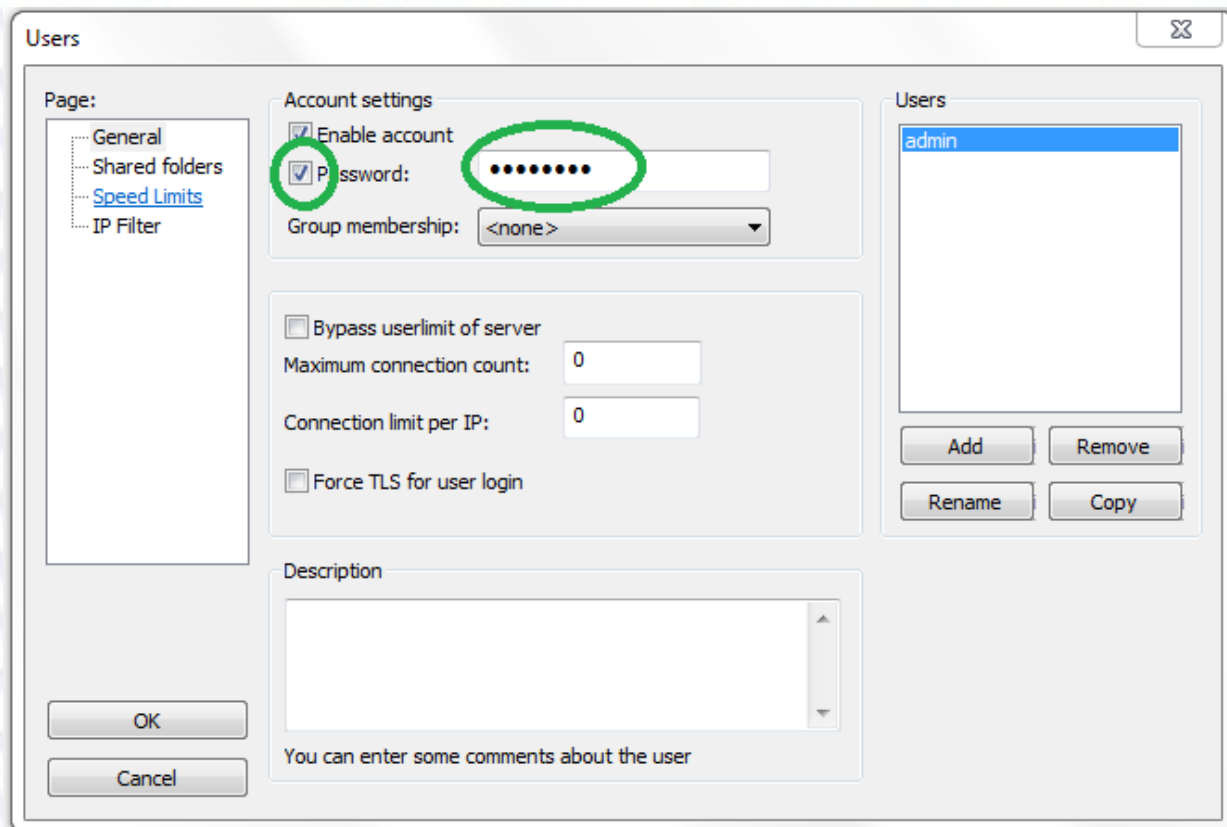 Users
Page:
General
Shared folders
Speed Limits
IP Filter
OK
Cancel
Account settings
Enable account
Password:
••••••••
Group membership:
<none>
Bypass userlimit of server
Maximum connection count:
0
Connection limit per IP:
0
Force TLS for user login
Description
You can enter some comments about the user
Users
admin
Add
Remove
Rename
Copy